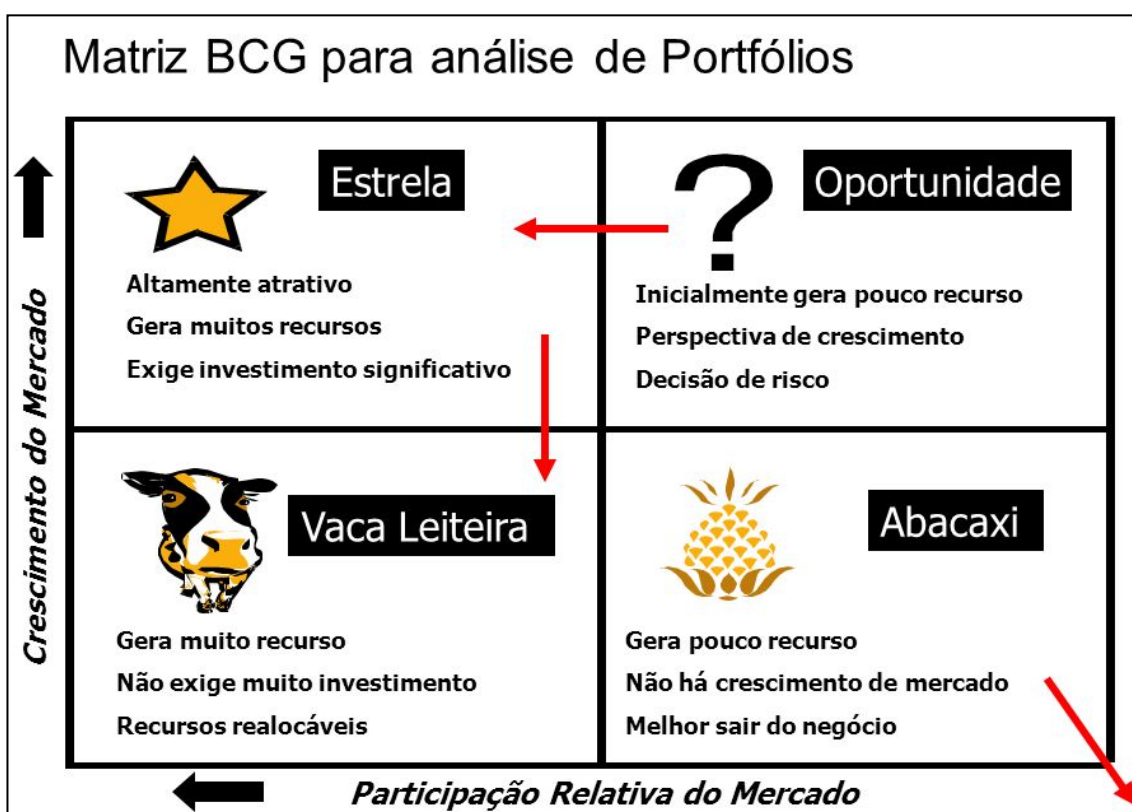 Matriz BCG para análise de Portfólios
Estrela
Altamente atrativo
Gera muitos recursos
Exige investimento significativo
?
Oportunidade
Inicialmente gera pouco recurso
Perspectiva de crescimento
Decisão de risco
Vaca Leiteira
Gera muito recurso
Não exige muito investimento
Recursos realocáveis
Abacaxi
Gera pouco recurso
Não há crescimento de mercado
Melhor sair do negócio
Crescimento do Mercado
Participação Relativa do Mercado